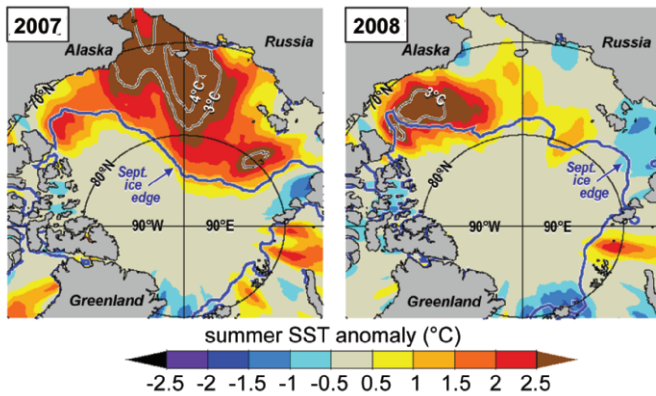 2007
Alaska
Russia
70°N
4°C
3°C
80°N
Sept.
ice
edge
90°W
90°E
Greenland
2008
Alaska
Russia
70°N
3°C
80°N
Sept.
ice
edge
90°W
90°E
Greenland
summer SST anomaly (°C)
-2.5 -2 -1.5 -1 -0.5 0.5 1 1.5 2 2.5